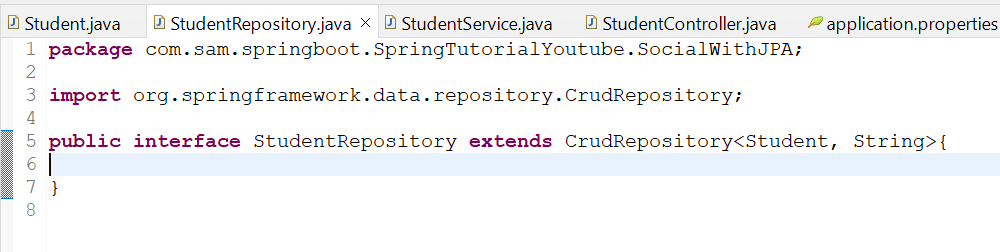 Student.java StudentRepository.java StudentService.java StudentController.java application.properties
1 package com.sam.springboot.SpringTutorialYoutube.SocialWithJPA;
2
3 import org.springframework.data.repository.CrudRepository;
4
5 public interface StudentRepository extends CrudRepository<Student, String>{
6
7 }
8